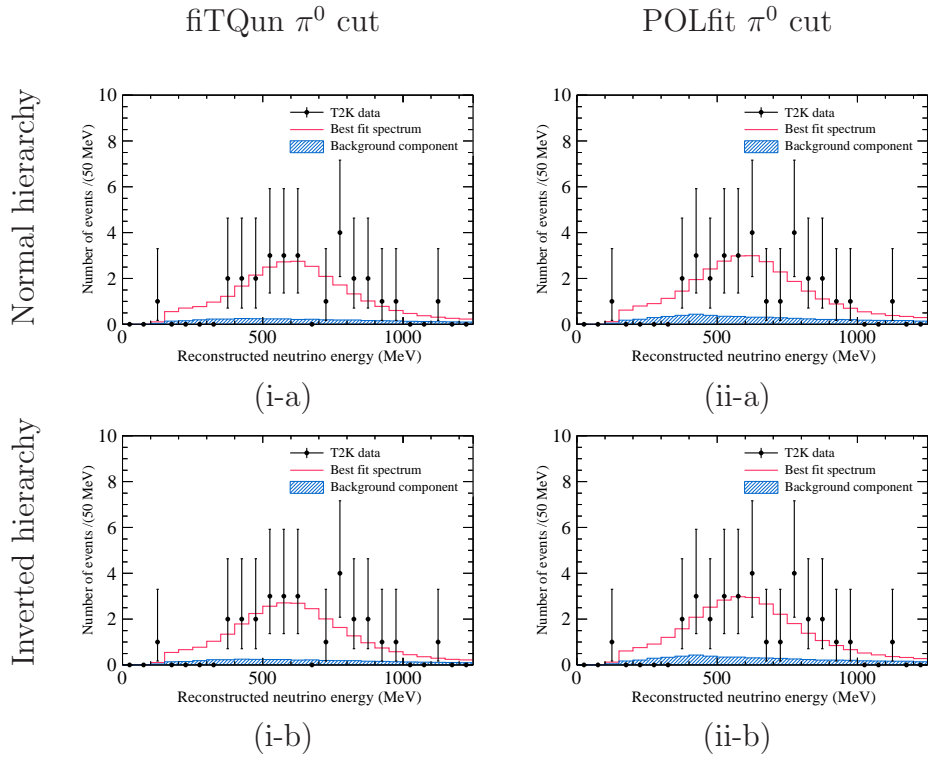 fiTQun π⁰ cut
POLfit π⁰ cut
Normal hierarchy
Number of events /(50 MeV)
10
8
6
4
2
0
T2K data
Best fit spectrum
Background component
0
500
1000
Reconstructed neutrino energy (MeV)
(i-a)
Number of events /(50 MeV)
10
8
6
4
2
0
T2K data
Best fit spectrum
Background component
0
500
1000
Reconstructed neutrino energy (MeV)
(ii-a)
Inverted hierarchy
Number of events /(50 MeV)
10
8
6
4
2
0
T2K data
Best fit spectrum
Background component
0
500
1000
Reconstructed neutrino energy (MeV)
(i-b)
Number of events /(50 MeV)
10
8
6
4
2
0
T2K data
Best fit spectrum
Background component
0
500
1000
Reconstructed neutrino energy (MeV)
(ii-b)